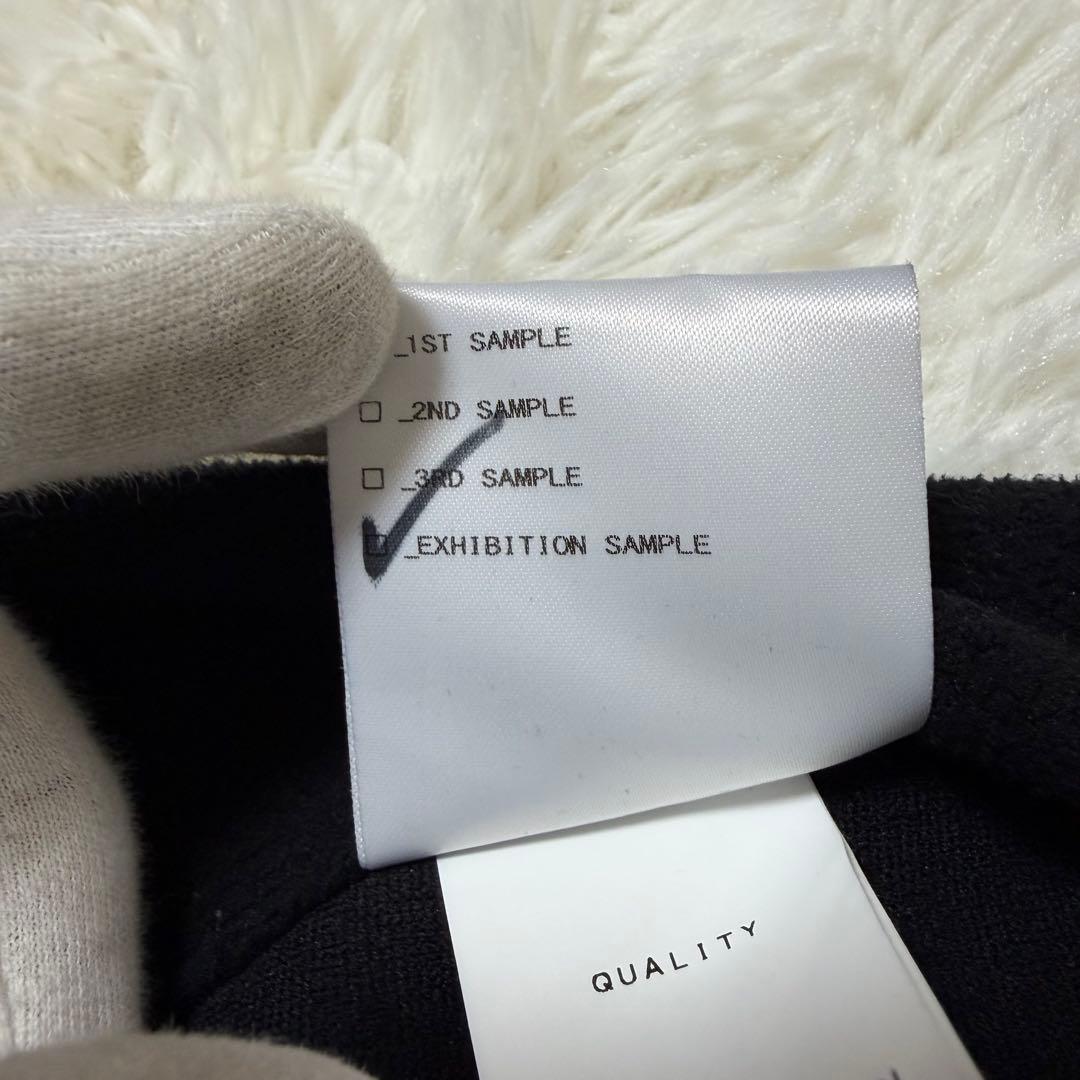 _1ST SAMPLE
□ _2ND SAMPLE
□ _3RD SAMPLE
☑ _EXHIBITION SAMPLE
QUALITY